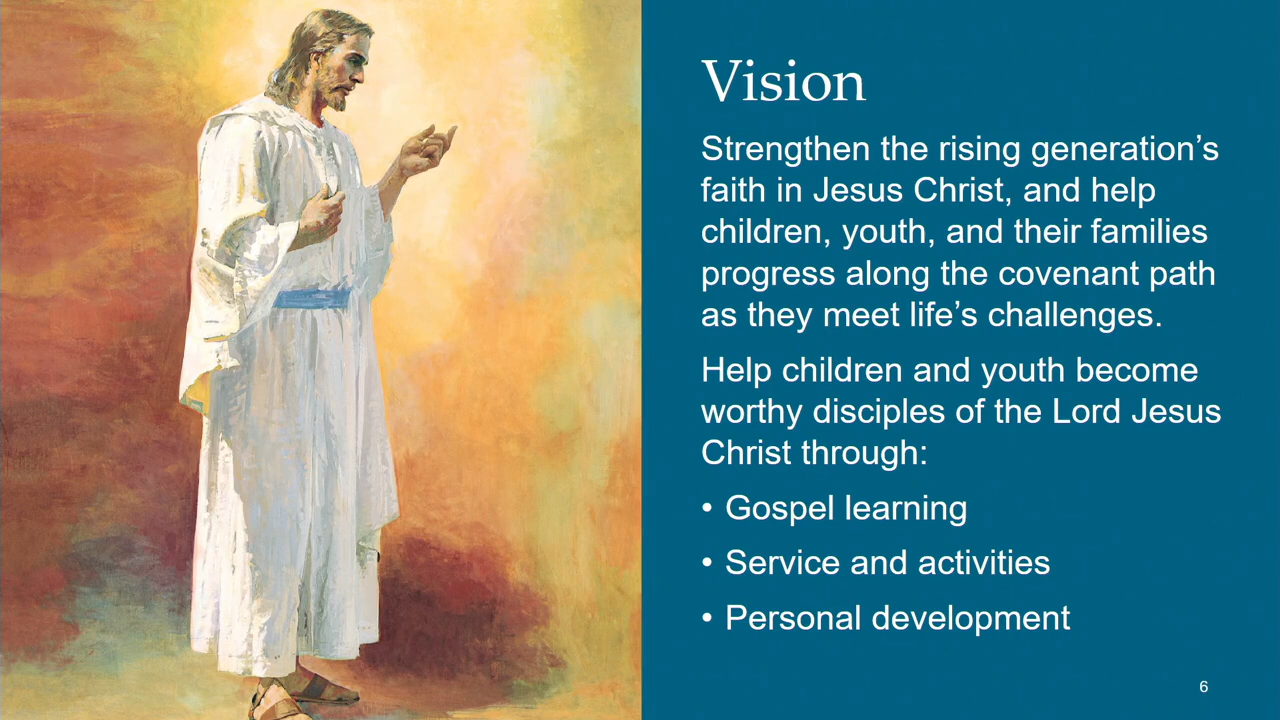 Vision
Strengthen the rising generation’s
faith in Jesus Christ, and help
children, youth, and their families
progress along the covenant path
as they meet life’s challenges.
Help children and youth become
worthy disciples of the Lord Jesus
Christ through:
• Gospel learning
• Service and activities
• Personal development
6